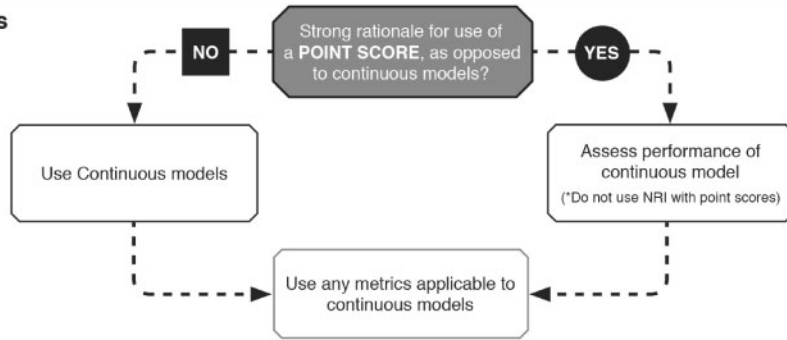 s
Strong rationale for use of
a POINT SCORE, as opposed
to continuous models?
NO
YES
Use Continuous models
Assess performance of
continuous model
(*Do not use NRI with point scores)
Use any metrics applicable to
continuous models